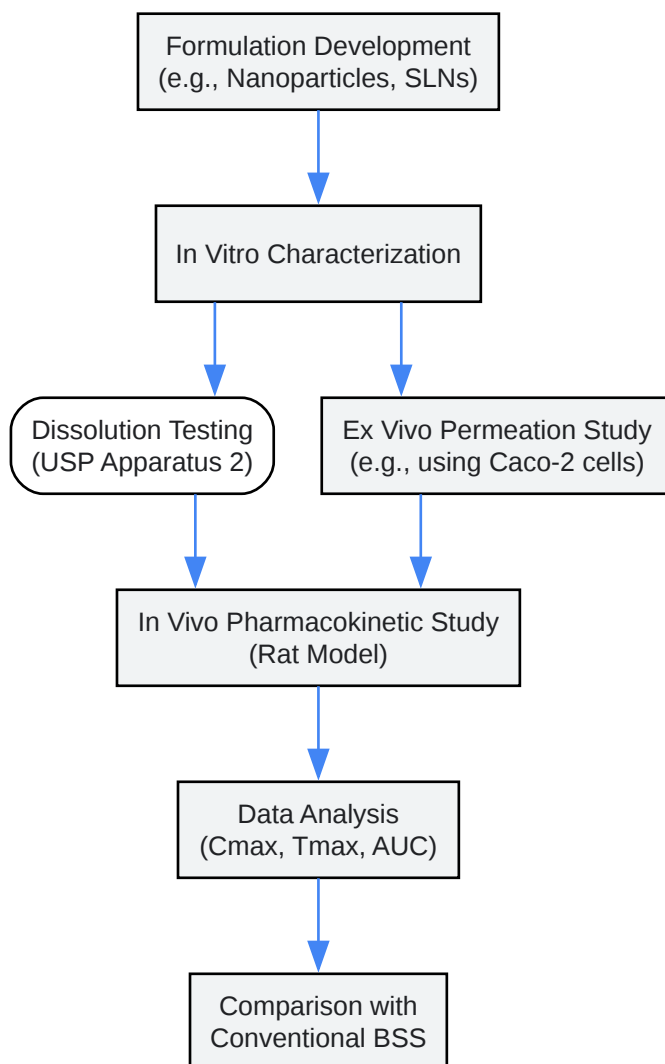 Formulation Development
(e.g., Nanoparticles, SLNs)
In Vitro Characterization
Dissolution Testing
(USP Apparatus 2)
Ex Vivo Permeation Study
(e.g., using Caco-2 cells)
In Vivo Pharmacokinetic Study
(Rat Model)
Data Analysis
(Cmax, Tmax, AUC)
Comparison with
Conventional BSS